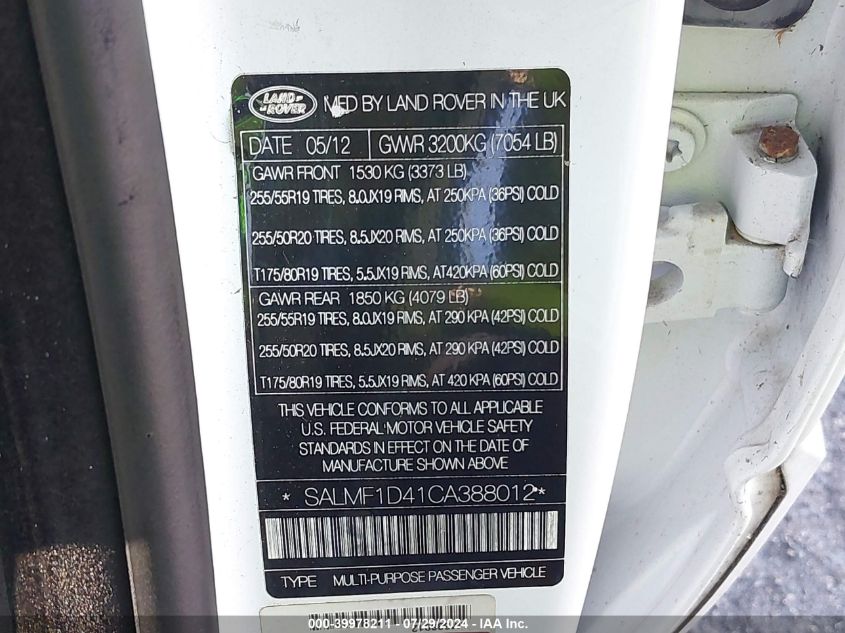 LAND ROVER MFD BY LAND ROVER IN THE UK
DATE 05/12 GVWR 3200KG (7054 LB)
GAWR FRONT 1530 KG (3373 LB)
255/55R19 TIRES, 8.0JX19 RIMS, AT 250KPA (36PSI) COLD
255/50R20 TIRES, 8.5JX20 RIMS, AT 250KPA (36PSI) COLD
T175/80R19 TIRES, 5.5JX19 RIMS, AT420KPA (60PSI) COLD
GAWR REAR 1850 KG (4079 LB)
255/55R19 TIRES, 8.0JX19 RIMS, AT 290 KPA (42PSI) COLD
255/50R20 TIRES, 8.5JX20 RIMS, AT 290 KPA (42PSI) COLD
T175/80R19 TIRES, 5.5JX19 RIMS, AT 420 KPA (60PSI) COLD
THIS VEHICLE CONFORMS TO ALL APPLICABLE
U.S. FEDERAL MOTOR VEHICLE SAFETY
STANDARDS IN EFFECT ON THE DATE OF
MANUFACTURE SHOWN ABOVE
* SALMF1D41CA388012 *
TYPE MULTI-PURPOSE PASSENGER VEHICLE
000-39978211 - 07/29/2024 - IAA Inc.